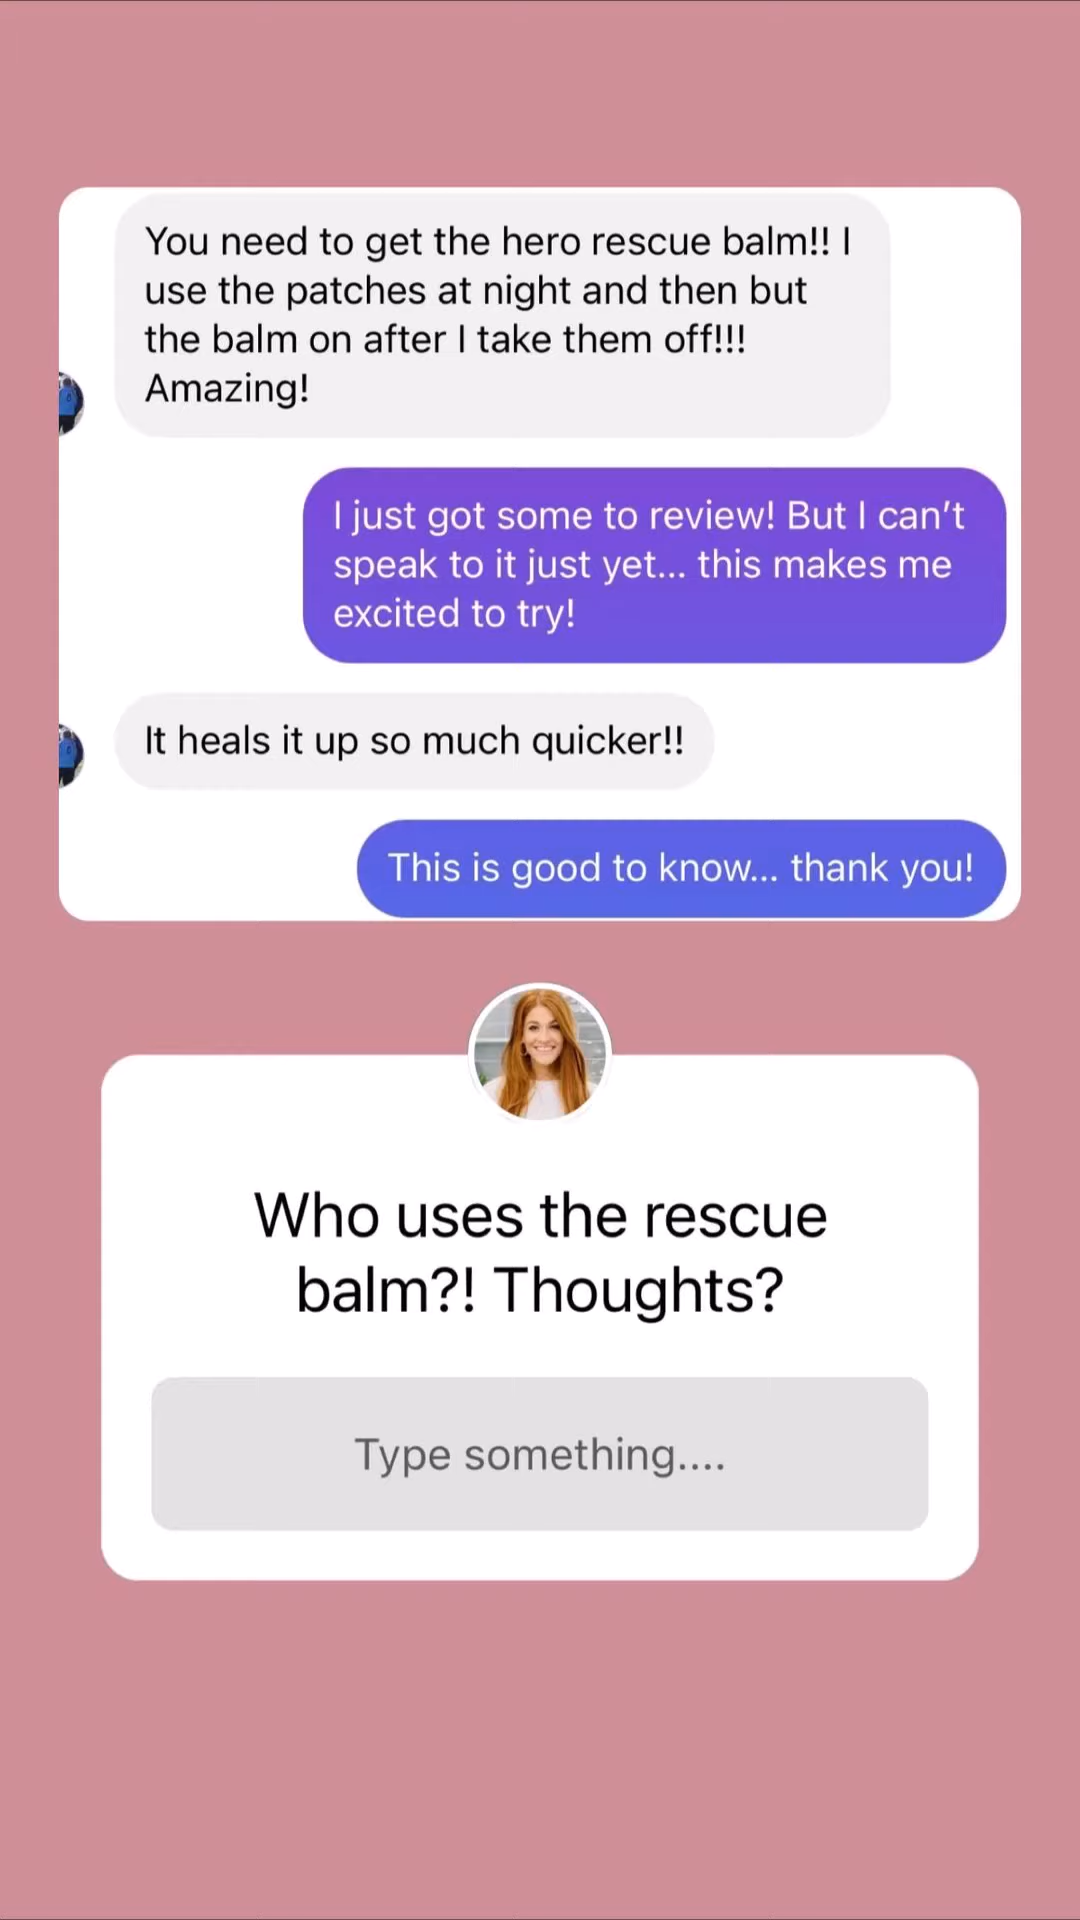 You need to get the hero rescue balm!! I
use the patches at night and then but
the balm on after I take them off!!!
Amazing!
I just got some to review! But I can't
speak to it just yet... this makes me
excited to try!
It heals it up so much quicker!!
This is good to know... thank you!
Who uses the rescue
balm?! Thoughts?
Type something....